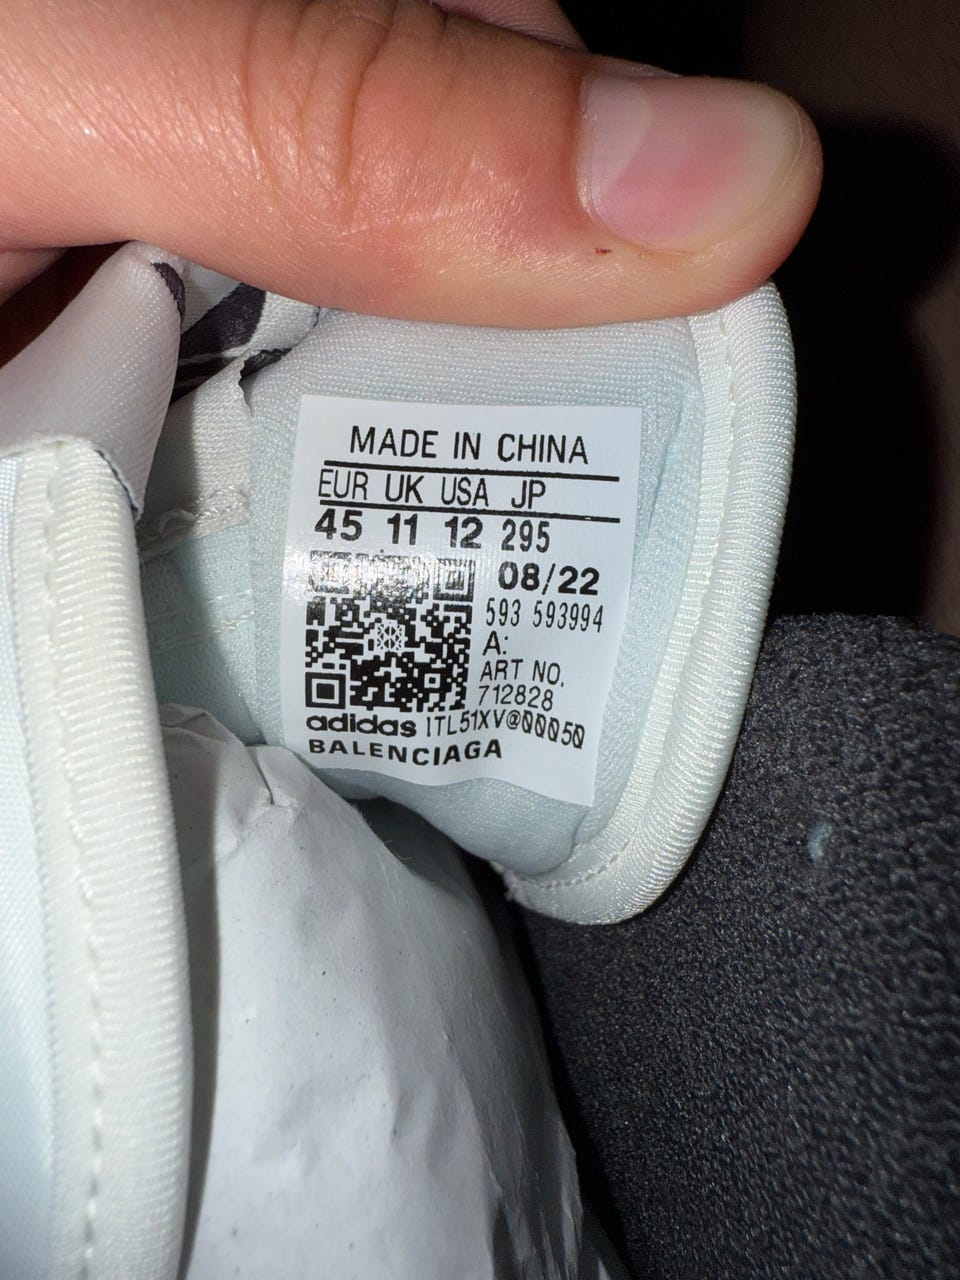 MADE IN CHINA
EUR UK USA JP
45 11 12 295
08/22
593 593994
A:
ART NO.
712828
adidas ITL51XV@00050
BALENCIAGA